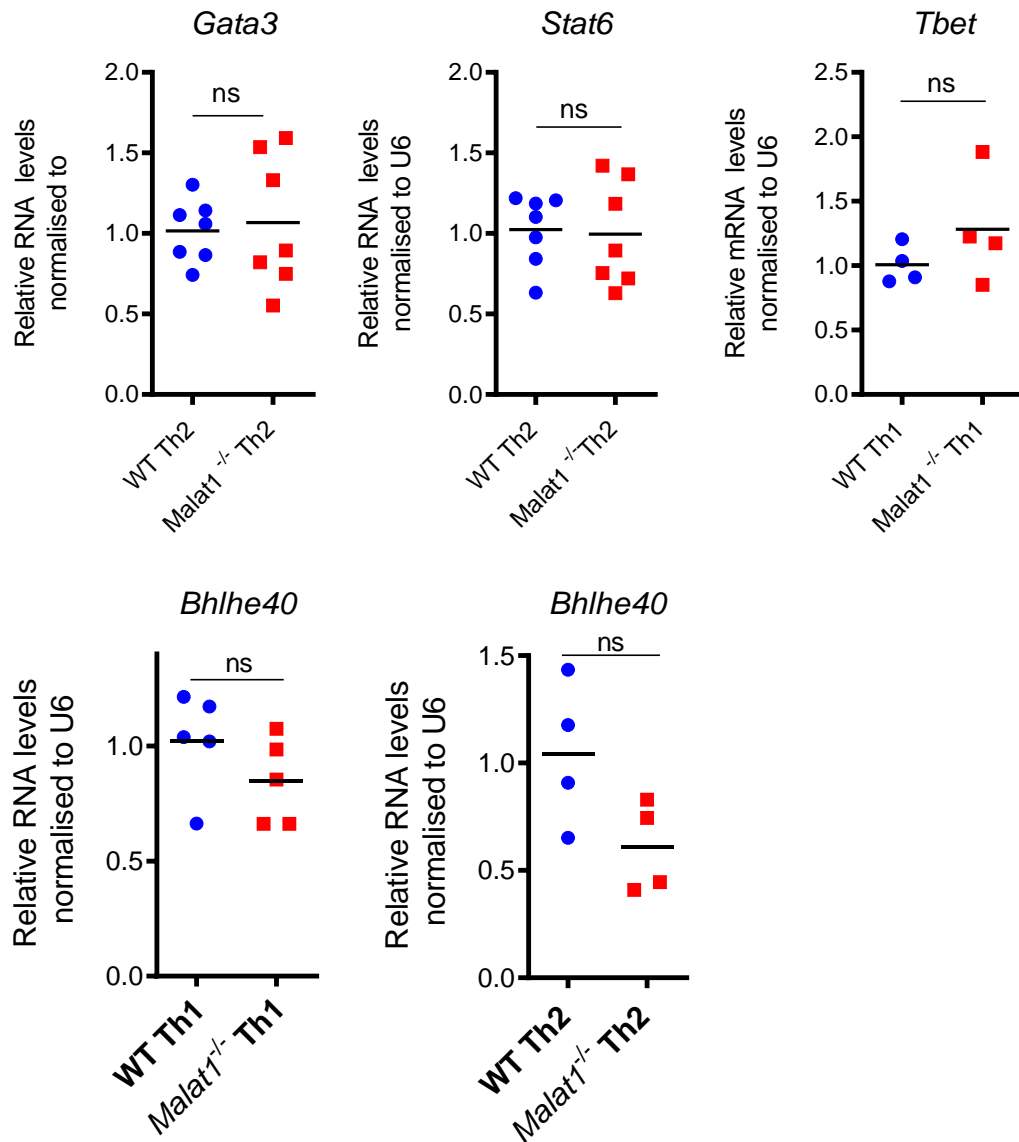 Gata3
Relative RNA levels
normalised to
2.0
1.5
1.0
0.5
0.0
ns
WT Th2
Malat1 -/- Th2
Stat6
Relative RNA levels
normalised to U6
2.0
1.5
1.0
0.5
0.0
ns
WT Th2
Malat1 -/-Th2
Tbet
Relative mRNA levels
normalised to U6
2.5
2.0
1.5
1.0
0.5
0.0
ns
WT Th1
Malat1 -/- Th1
Bhlhe40
Relative RNA levels
normalised to U6
1.0
0.5
0.0
ns
WT Th1
Malat1-/- Th1
Bhlhe40
Relative RNA levels
normalised to U6
1.5
1.0
0.5
0.0
ns
WT Th2
Malat1-/- Th2